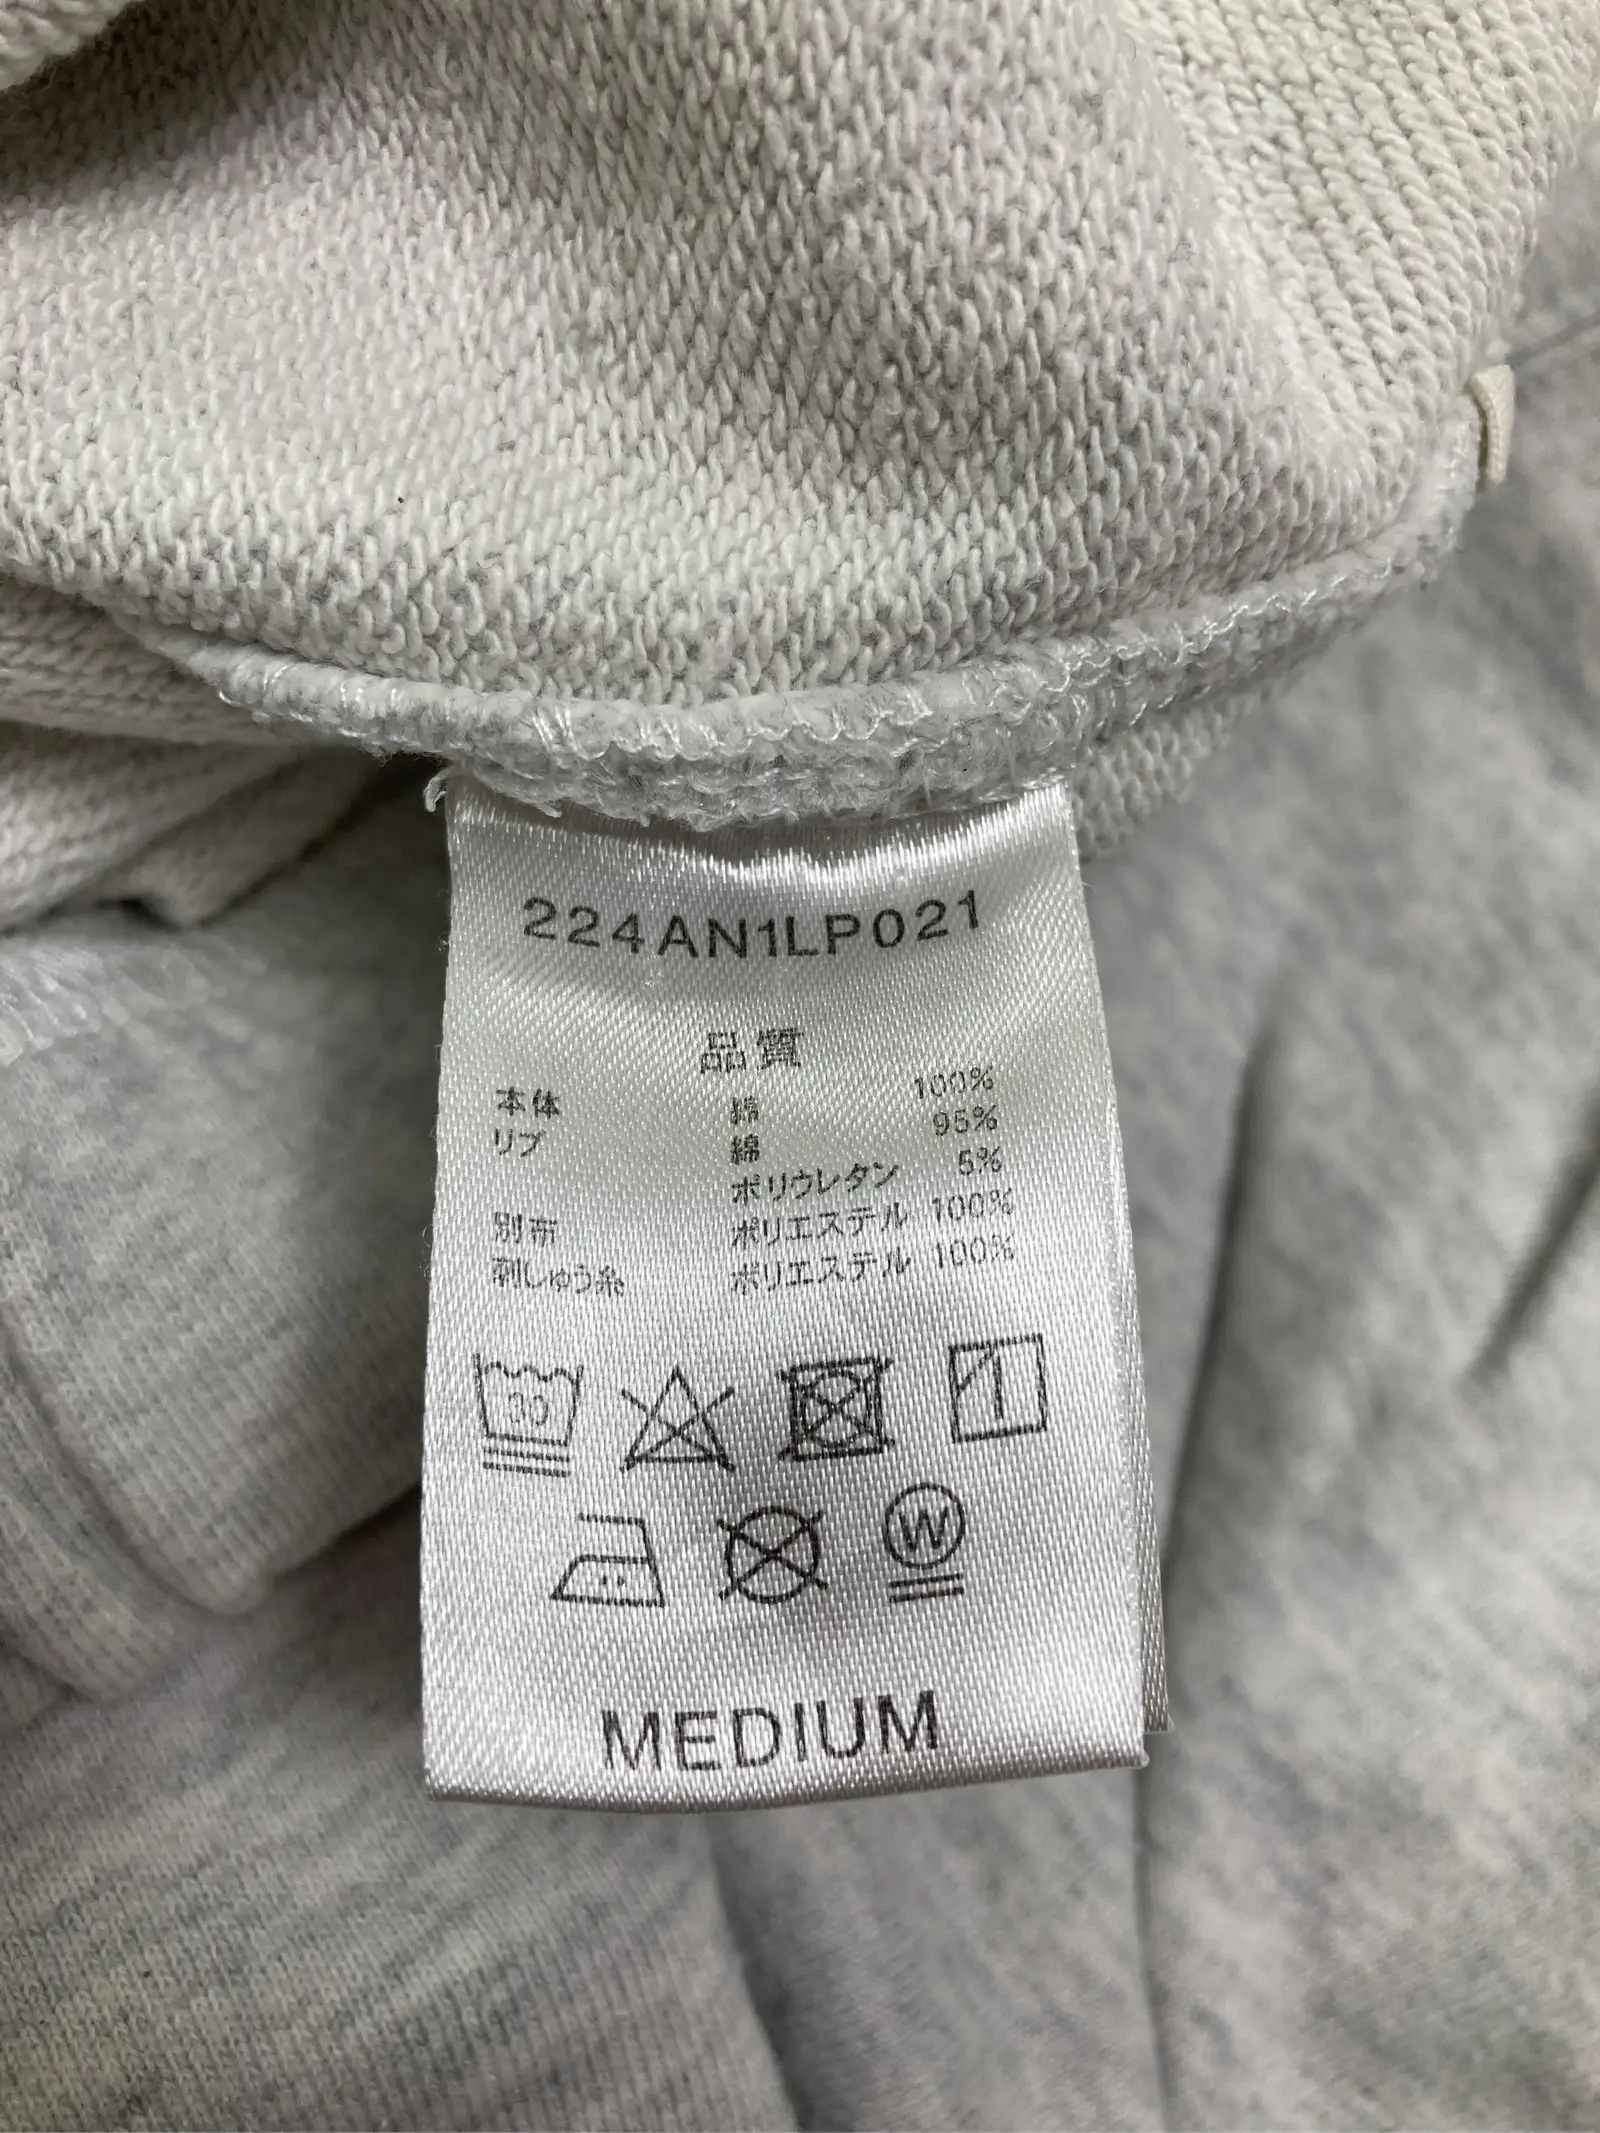 224AN1LP021
品質
本体 綿 100%
リブ 綿 95%
ポリウレタン 5%
別布 ポリエステル 100%
刺しゅう糸 ポリエステル 100%
30
W
MEDIUM